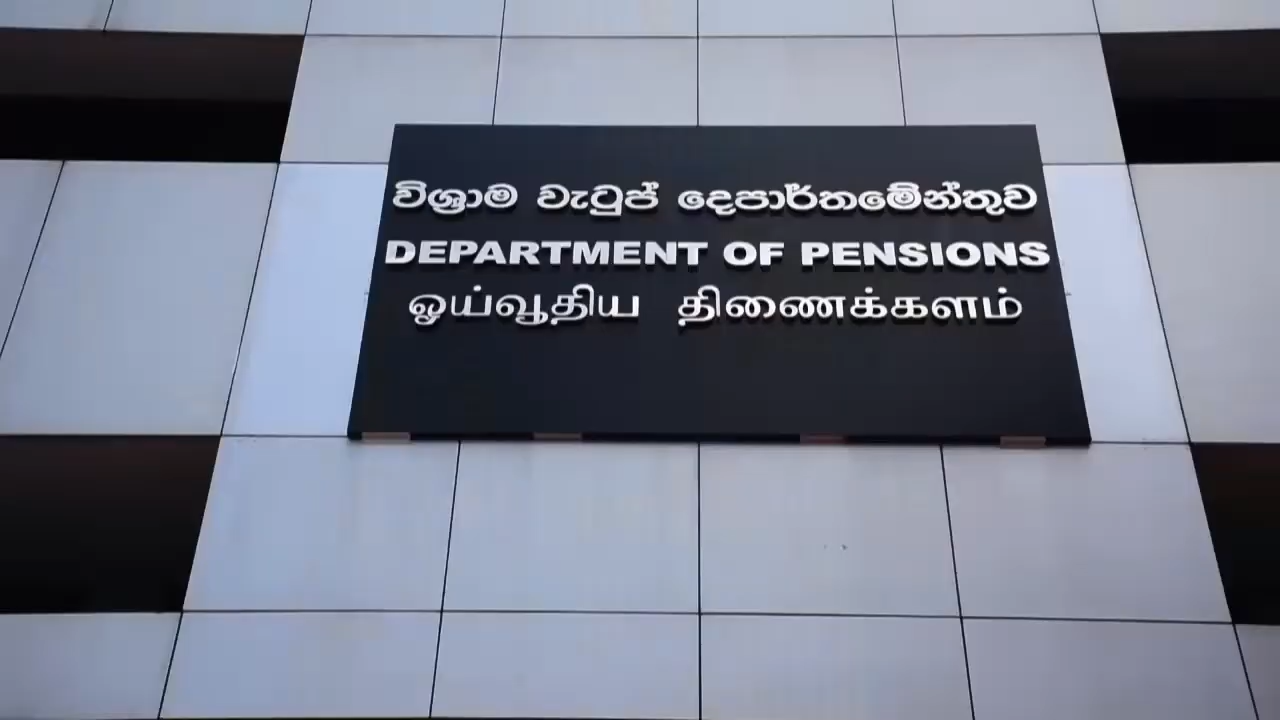 විශ්‍රාම වැටුප් දෙපාර්තමේන්තුව
DEPARTMENT OF PENSIONS
ஓய்வூதிய திணைக்களம்